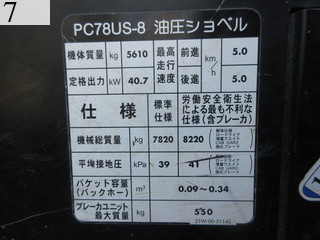 7
PC78US-8 油圧ショベル
機体質量 kg 5610 最高走行速度 前進 km/h 5.0
定格出力 kW 40.7 後進 5.0
仕様 標準仕様 労働安全衛生法による最も不利な仕様(含ブレーカ)
機械総質量 kg 7820 8220
平均接地圧 kPa 39 41
バケット容量(バックホー) m³ 0.09～0.34
ブレーカユニット最大質量 kg 550
21W-00-31142